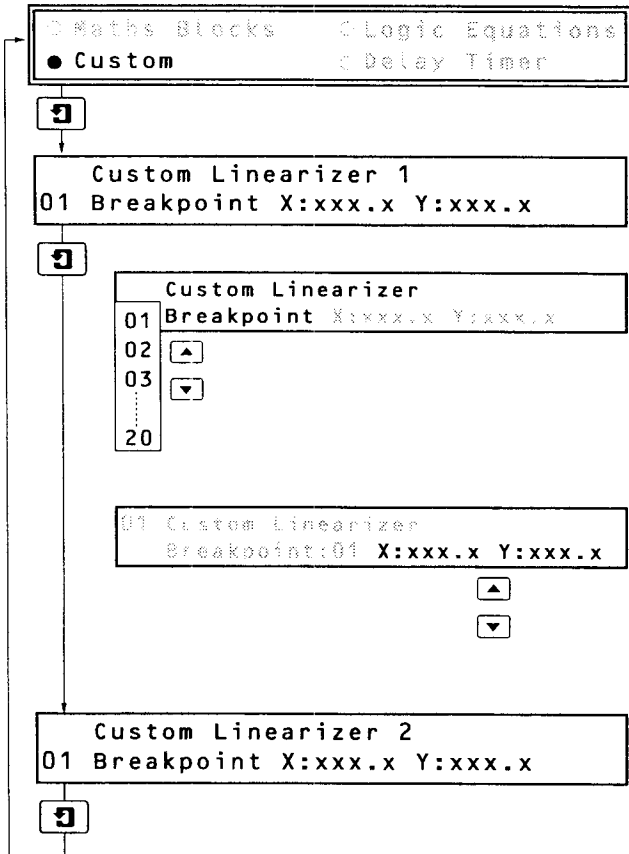 ○ Maths Blocks ○ Logic Equations
● Custom ○ Delay Timer
Custom Linearizer 1
01 Breakpoint X:xxx.x Y:xxx.x
Custom Linearizer
01 Breakpoint X:xxx.x Y:xxx.x
02
03
20
01 Custom Linearizer
Breakpoint:01 X:xxx.x Y:xxx.x
Custom Linearizer 2
01 Breakpoint X:xxx.x Y:xxx.x